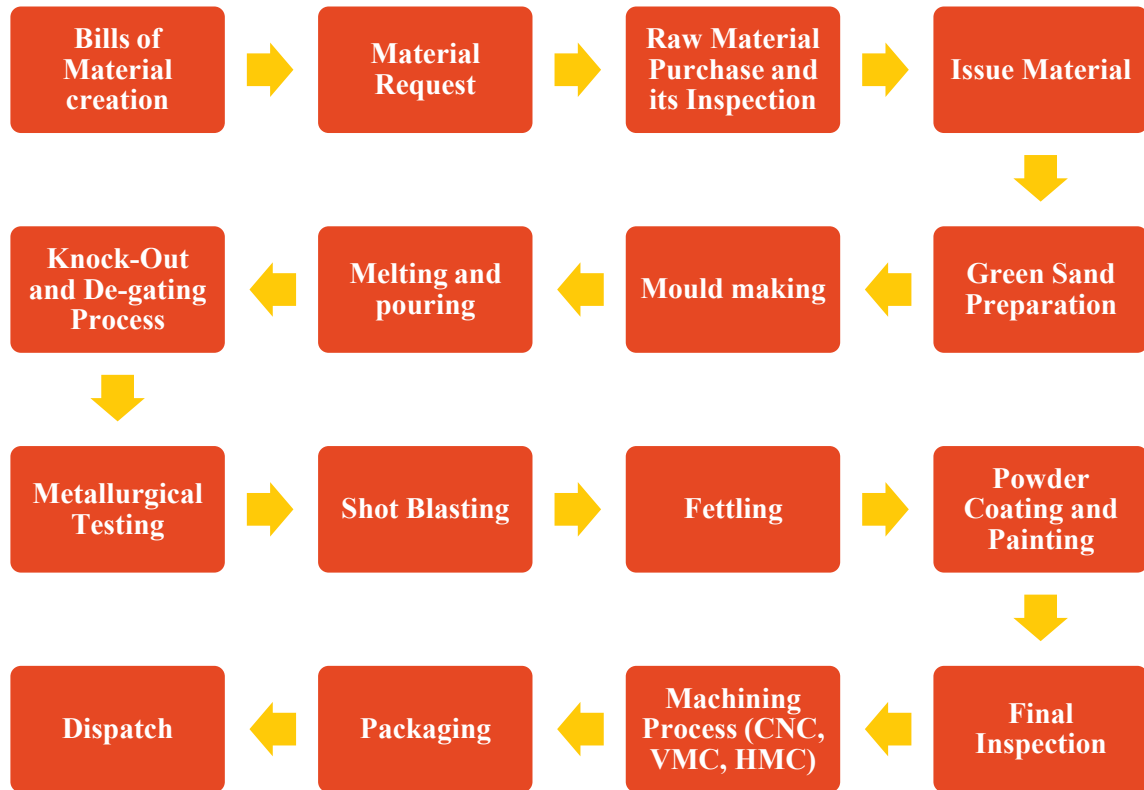 Bills of
Material
creation
Material
Request
Raw Material
Purchase and
its Inspection
Issue Material
Green Sand
Preparation
Mould making
Melting and
pouring
Knock-Out
and De-gating
Process
Metallurgical
Testing
Shot Blasting
Fettling
Powder
Coating and
Painting
Final
Inspection
Machining
Process (CNC,
VMC, HMC)
Packaging
Dispatch